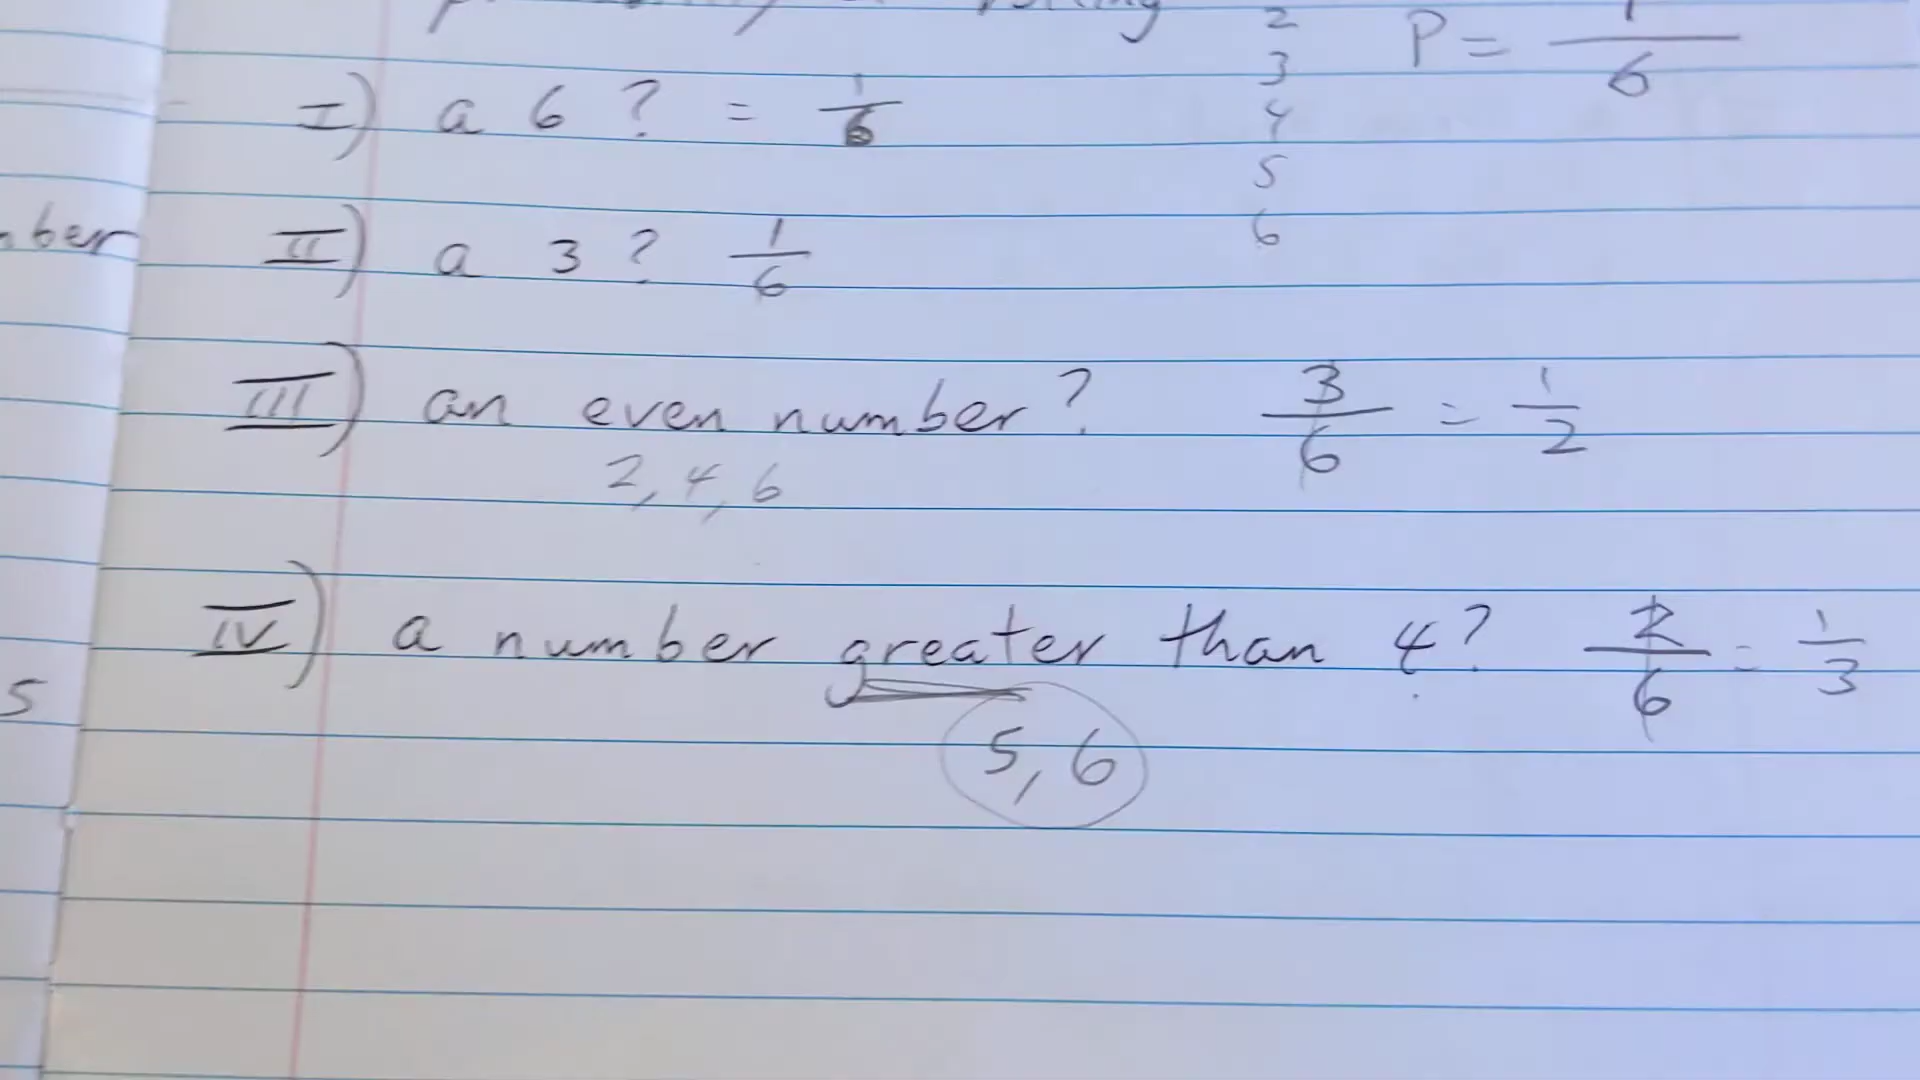 2
3 P = 1/6
I) a 6 ? = 1/6
4
5
6
II) a 3 ? 1/6
III) an even number ? 3/6 = 1/2
2, 4, 6
IV) a number greater than 4 ? 2/6 = 1/3
5, 6
5